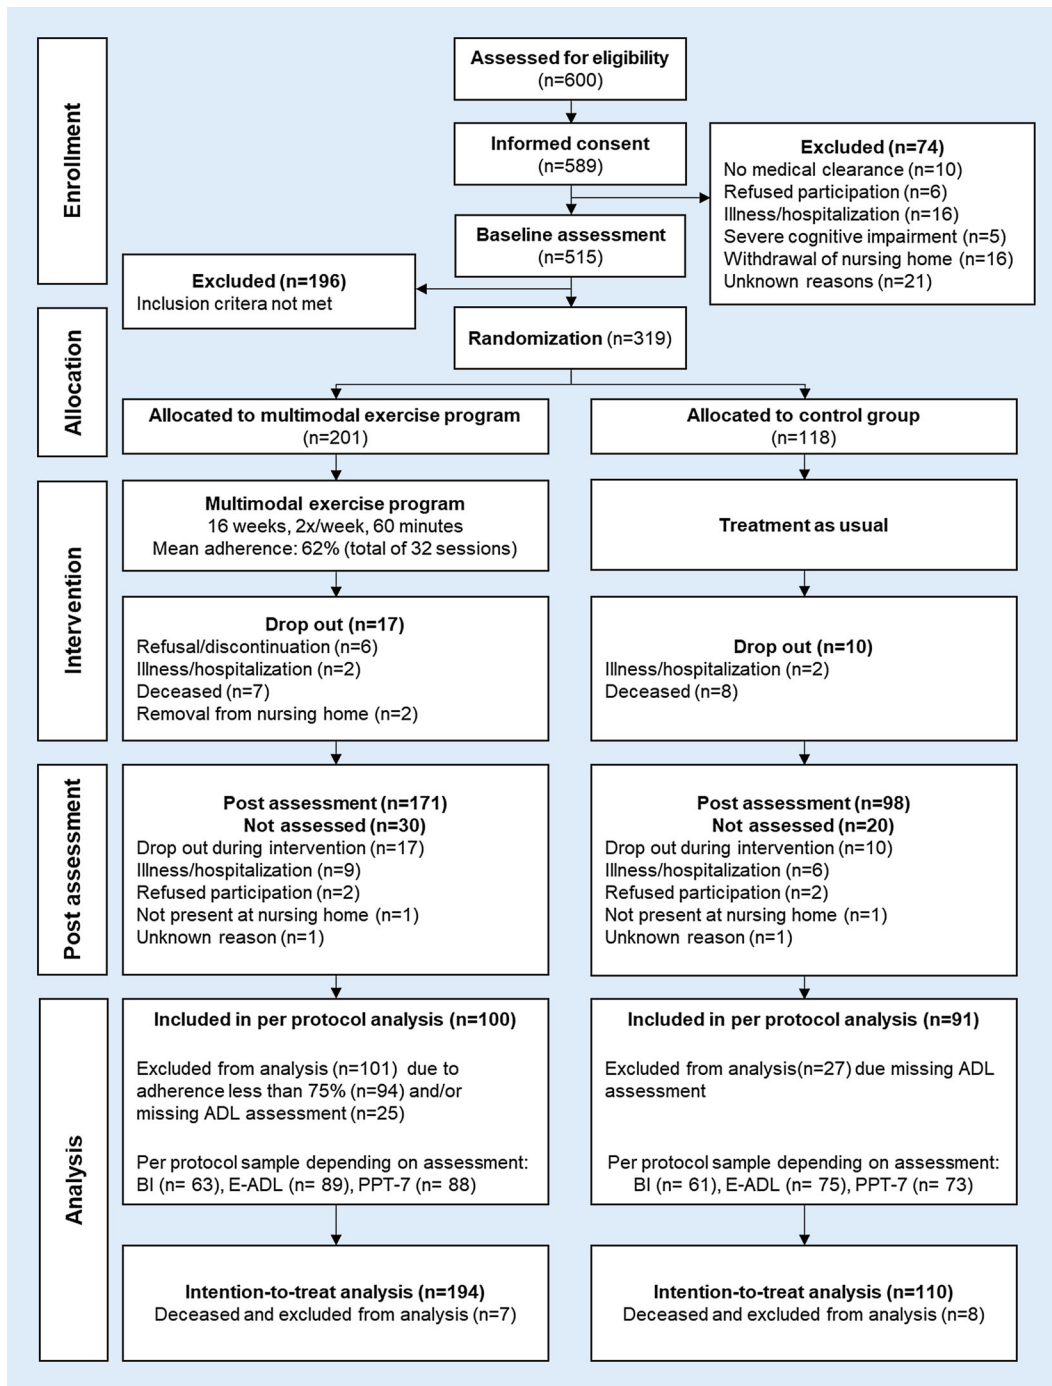 Enrollment
Assessed for eligibility
(n=600)
Informed consent
(n=589)
Excluded (n=74)
No medical clearance (n=10)
Refused participation (n=6)
Illness/hospitalization (n=16)
Severe cognitive impairment (n=5)
Withdrawal of nursing home (n=16)
Unknown reasons (n=21)
Baseline assessment
(n=515)
Excluded (n=196)
Inclusion critera not met
Allocation
Randomization (n=319)
Allocated to multimodal exercise program
(n=201)
Allocated to control group
(n=118)
Intervention
Multimodal exercise program
16 weeks, 2x/week, 60 minutes
Mean adherence: 62% (total of 32 sessions)
Treatment as usual
Drop out (n=17)
Refusal/discontinuation (n=6)
Illness/hospitalization (n=2)
Deceased (n=7)
Removal from nursing home (n=2)
Drop out (n=10)
Illness/hospitalization (n=2)
Deceased (n=8)
Post assessment
Post assessment (n=171)
Not assessed (n=30)
Drop out during intervention (n=17)
Illness/hospitalization (n=9)
Refused participation (n=2)
Not present at nursing home (n=1)
Unknown reason (n=1)
Post assessment (n=98)
Not assessed (n=20)
Drop out during intervention (n=10)
Illness/hospitalization (n=6)
Refused participation (n=2)
Not present at nursing home (n=1)
Unknown reason (n=1)
Analysis
Included in per protocol analysis (n=100)
Excluded from analysis (n=101) due to
adherence less than 75% (n=94) and/or
missing ADL assessment (n=25)
Per protocol sample depending on assessment:
BI (n= 63), E-ADL (n= 89), PPT-7 (n= 88)
Included in per protocol analysis (n=91)
Excluded from analysis(n=27) due missing ADL
assessment
Per protocol sample depending on assessment:
BI (n= 61), E-ADL (n= 75), PPT-7 (n= 73)
Intention-to-treat analysis (n=194)
Deceased and excluded from analysis (n=7)
Intention-to-treat analysis (n=110)
Deceased and excluded from analysis (n=8)